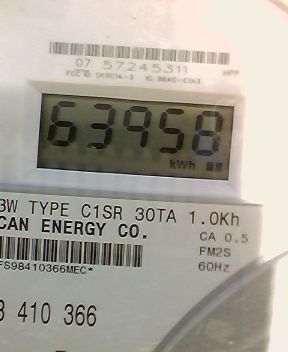 07 57245311
63958
kWh
3W TYPE C1SR 30TA 1.0Kh
CAN ENERGY CO.
CA 0.5
FM2S
60Hz
FS98410366MEC*
410 366